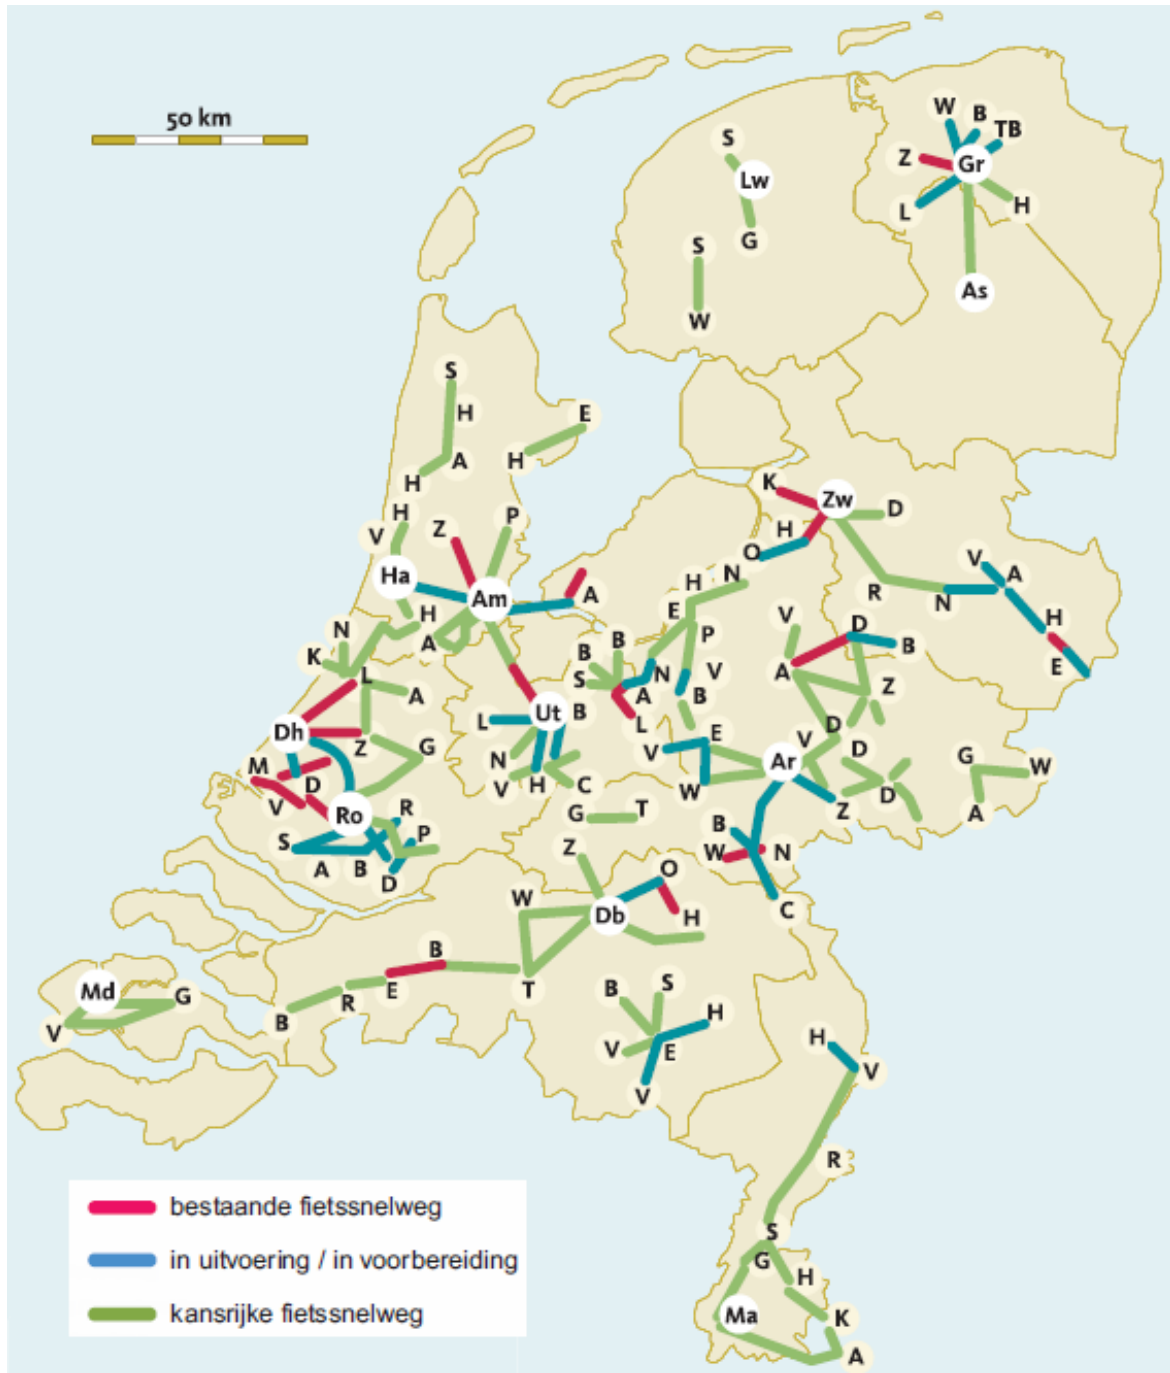 50 km
W B TB
Z Gr
L H
As
S
Lw
G
S
W
S
H
A
H
E
H
H
V
Ha
Z
P
Am
H
A
A
K
Zw
D
H
O
R
N
V
A
H
E
N
K
L
A
Dh
Z
G
M
D
V
Ro
R
S
A
B
P
D
H
N
E
P
B
B
S
A
N
V
B
L
L
Ut
B
N
V
H
C
V
E
W
G
T
V
D
B
A
Z
D
V
D
Ar
Z
D
G
W
A
B
W
N
C
Z
O
W
Db
H
T
B
E
R
B
Md
G
V
B
S
H
V
E
V
H
V
R
S
G
H
Ma
K
A
bestaande fietssnelweg
in uitvoering / in voorbereiding
kansrijke fietssnelweg